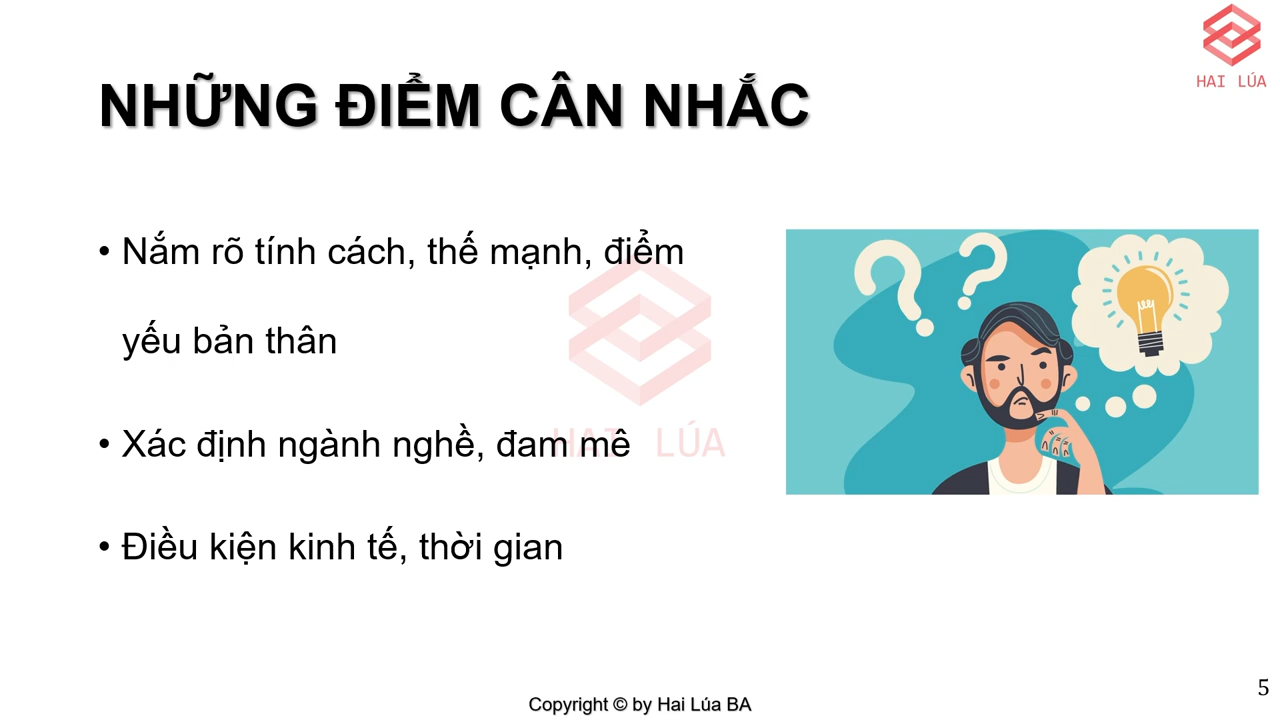 HAI LÚA
NHỮNG ĐIỂM CÂN NHẮC
• Nắm rõ tính cách, thế mạnh, điểm
yếu bản thân
• Xác định ngành nghề, đam mê
HAI LÚA
• Điều kiện kinh tế, thời gian
Copyright © by Hai Lúa BA
5